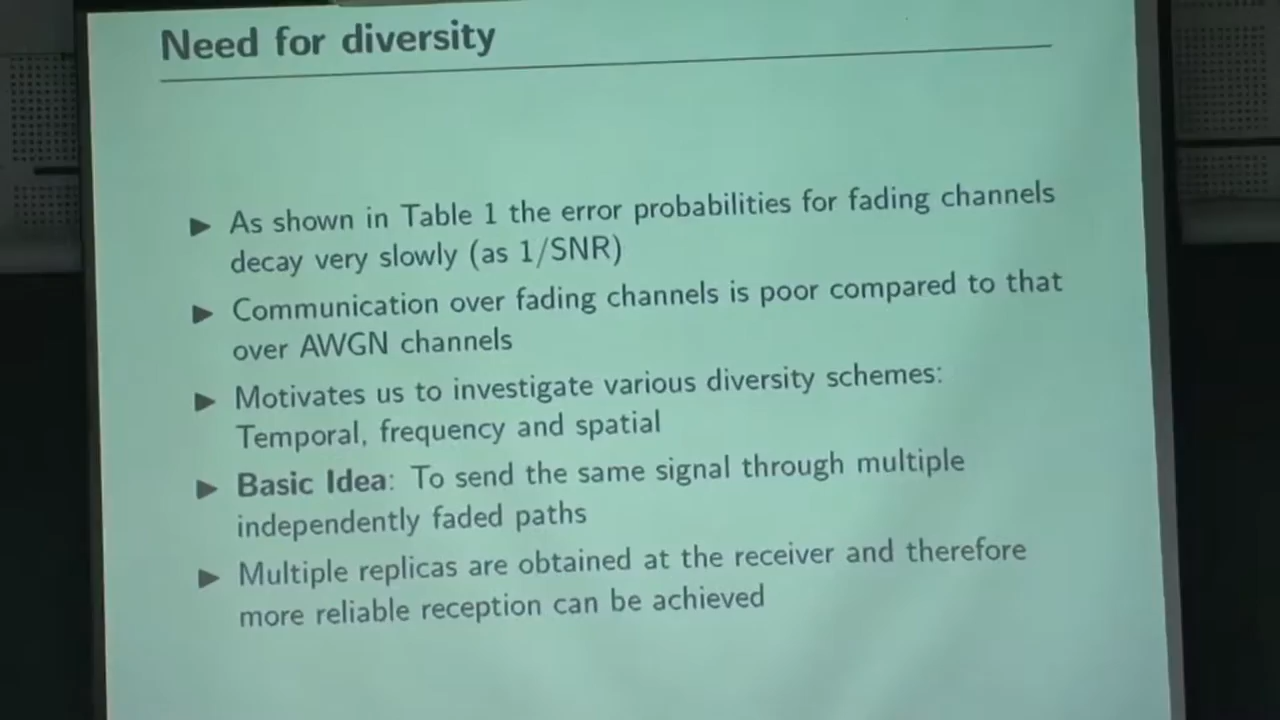 Need for diversity
▶ As shown in Table 1 the error probabilities for fading channels
decay very slowly (as 1/SNR)
▶ Communication over fading channels is poor compared to that
over AWGN channels
▶ Motivates us to investigate various diversity schemes:
Temporal, frequency and spatial
▶ Basic Idea: To send the same signal through multiple
independently faded paths
▶ Multiple replicas are obtained at the receiver and therefore
more reliable reception can be achieved